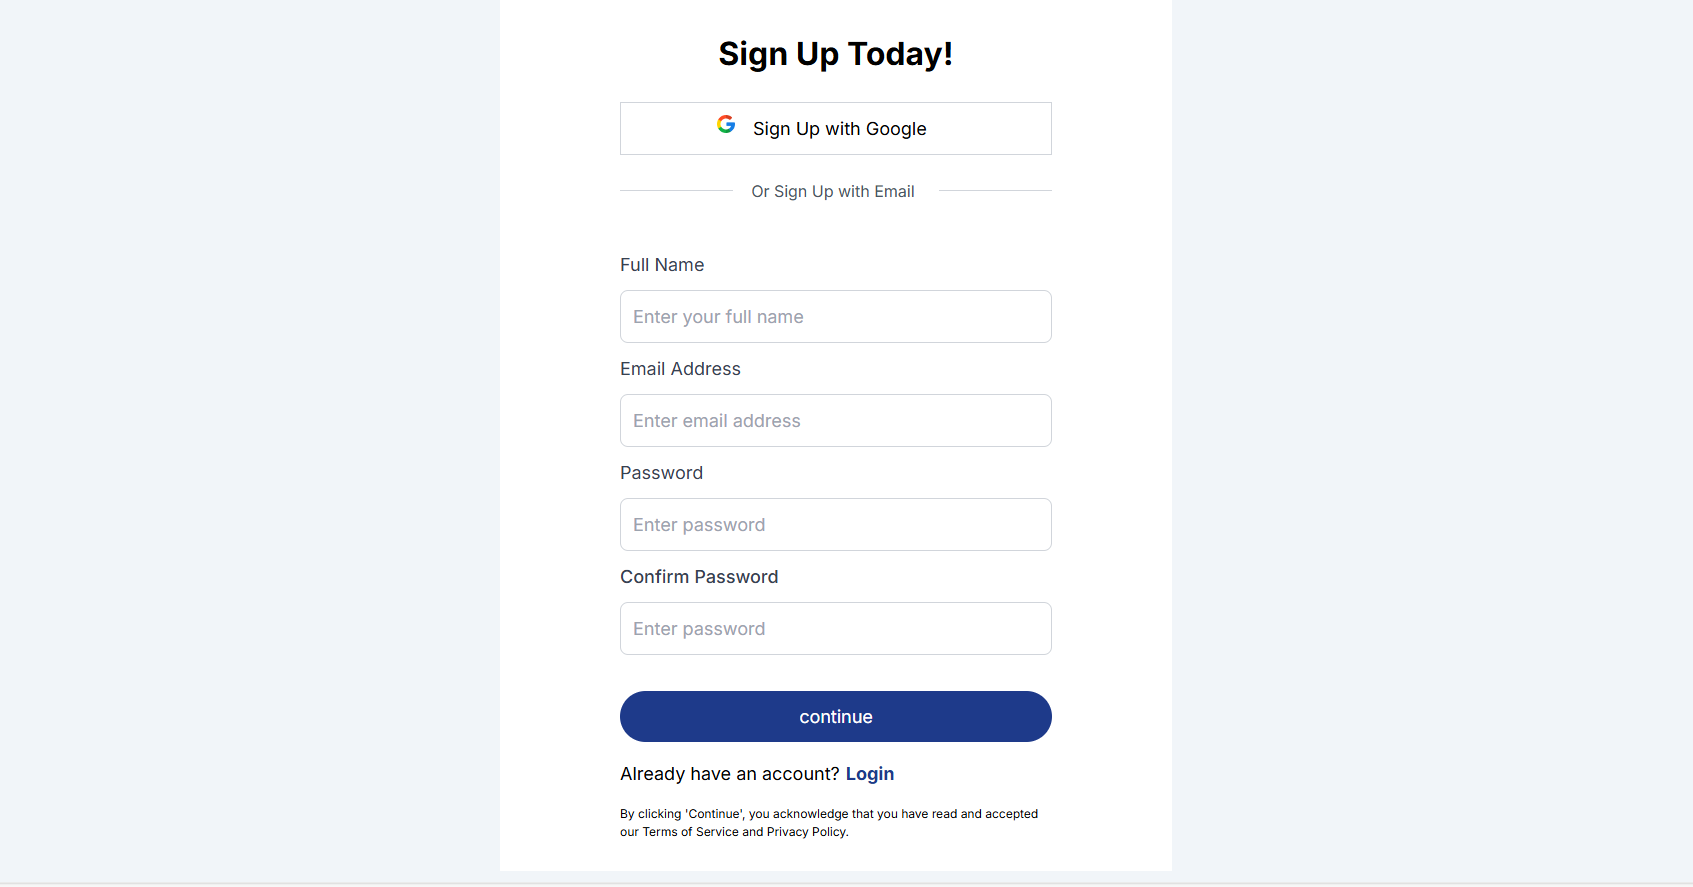 Sign Up Today!
Sign Up with Google
Or Sign Up with Email
Full Name
Enter your full name
Email Address
Enter email address
Password
Enter password
Confirm Password
Enter password
continue
Already have an account? Login
By clicking 'Continue', you acknowledge that you have read and accepted
our Terms of Service and Privacy Policy.